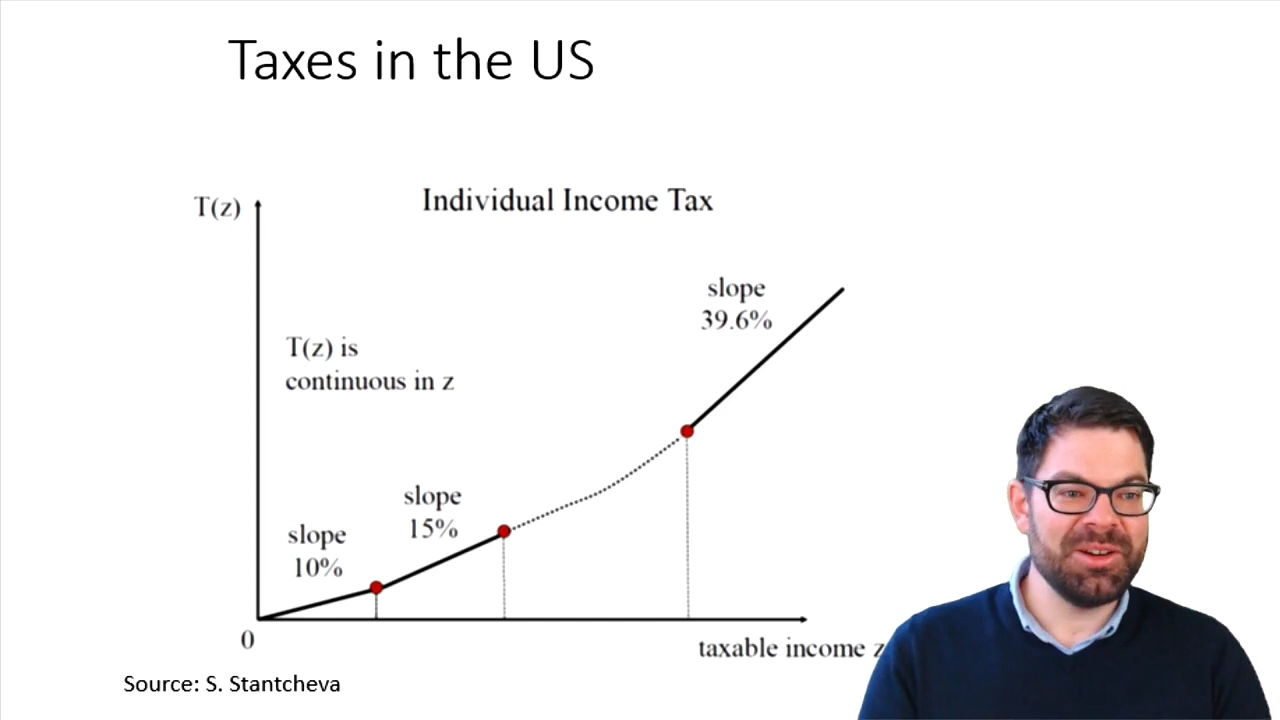 Taxes in the US
Individual Income Tax
T(z)
slope
39.6%
T(z) is
continuous in z
slope
15%
slope
10%
0
taxable income z
Source: S. Stantcheva